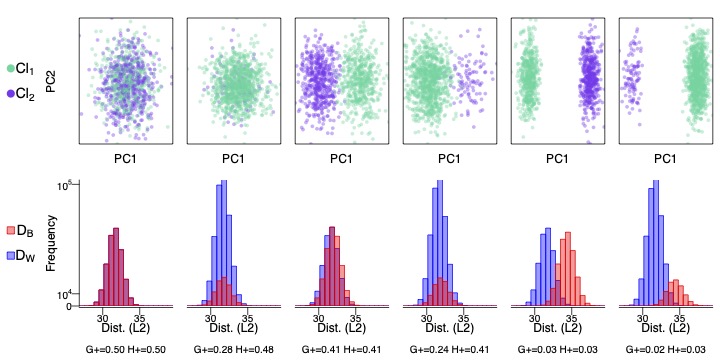 Cl1
Cl2
PC2
PC1 PC1 PC1 PC1 PC1 PC1
DB
DW
Frequency
10^5
10^4
0
30 35 30 35 30 35 30 35 30 35 30 35
Dist. (L2) Dist. (L2) Dist. (L2) Dist. (L2) Dist. (L2) Dist. (L2)
G+=0.50 H+=0.50 G+=0.28 H+=0.48 G+=0.41 H+=0.41 G+=0.24 H+=0.41 G+=0.03 H+=0.03 G+=0.02 H+=0.03